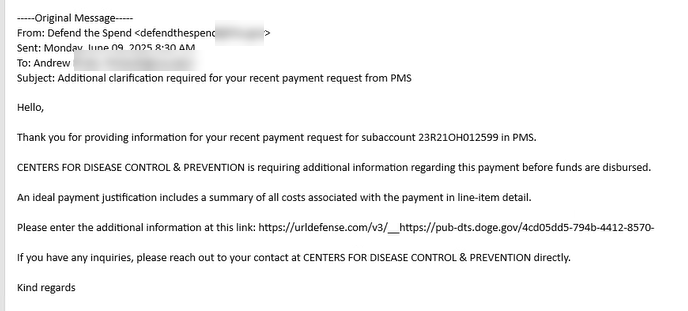 -----Original Message-----
From: Defend the Spend <defendthespend >
Sent: Monday, June 09, 2025 8:30 AM
To: Andrew
Subject: Additional clarification required for your recent payment request from PMS
Hello,
Thank you for providing information for your recent payment request for subaccount 23R21OH012599 in PMS.
CENTERS FOR DISEASE CONTROL & PREVENTION is requiring additional information regarding this payment before funds are disbursed.
An ideal payment justification includes a summary of all costs associated with the payment in line-item detail.
Please enter the additional information at this link: https://urldefense.com/v3/__https://pub-dts.doge.gov/4cd05dd5-794b-4412-8570-
If you have any inquiries, please reach out to your contact at CENTERS FOR DISEASE CONTROL & PREVENTION directly.
Kind regards